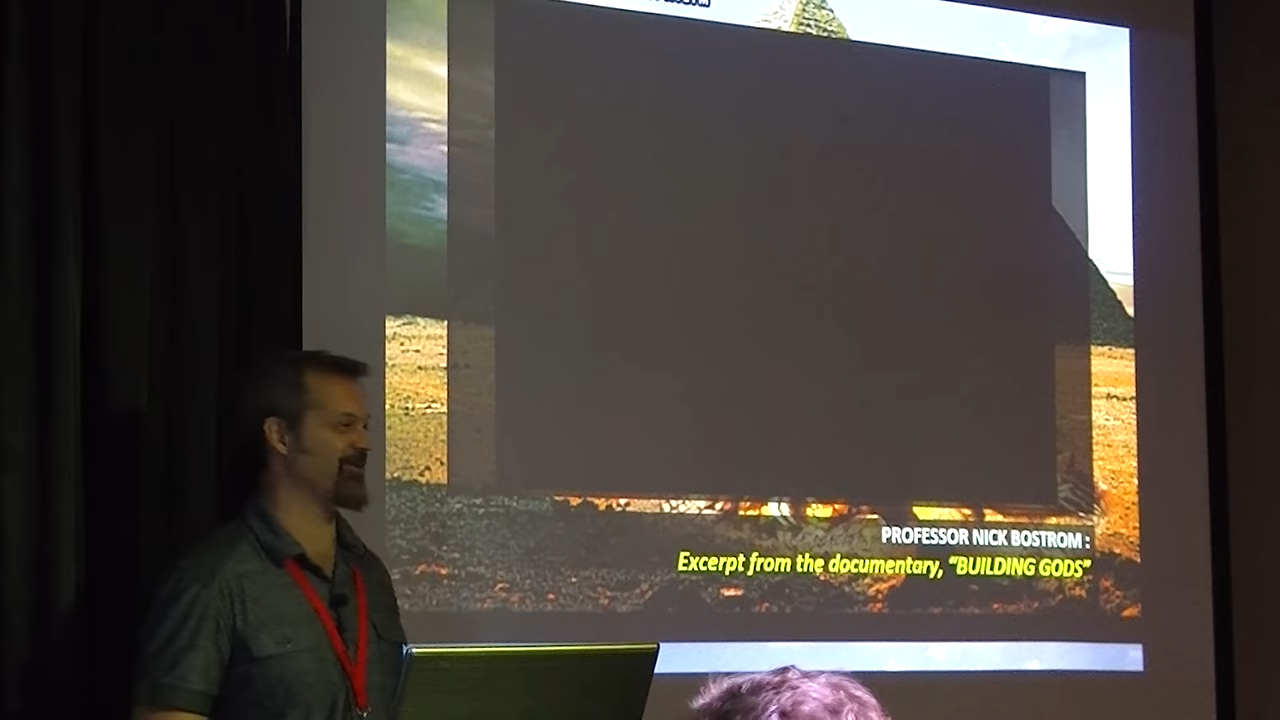 PROFESSOR NICK BOSTROM :
Excerpt from the documentary, “BUILDING GODS”